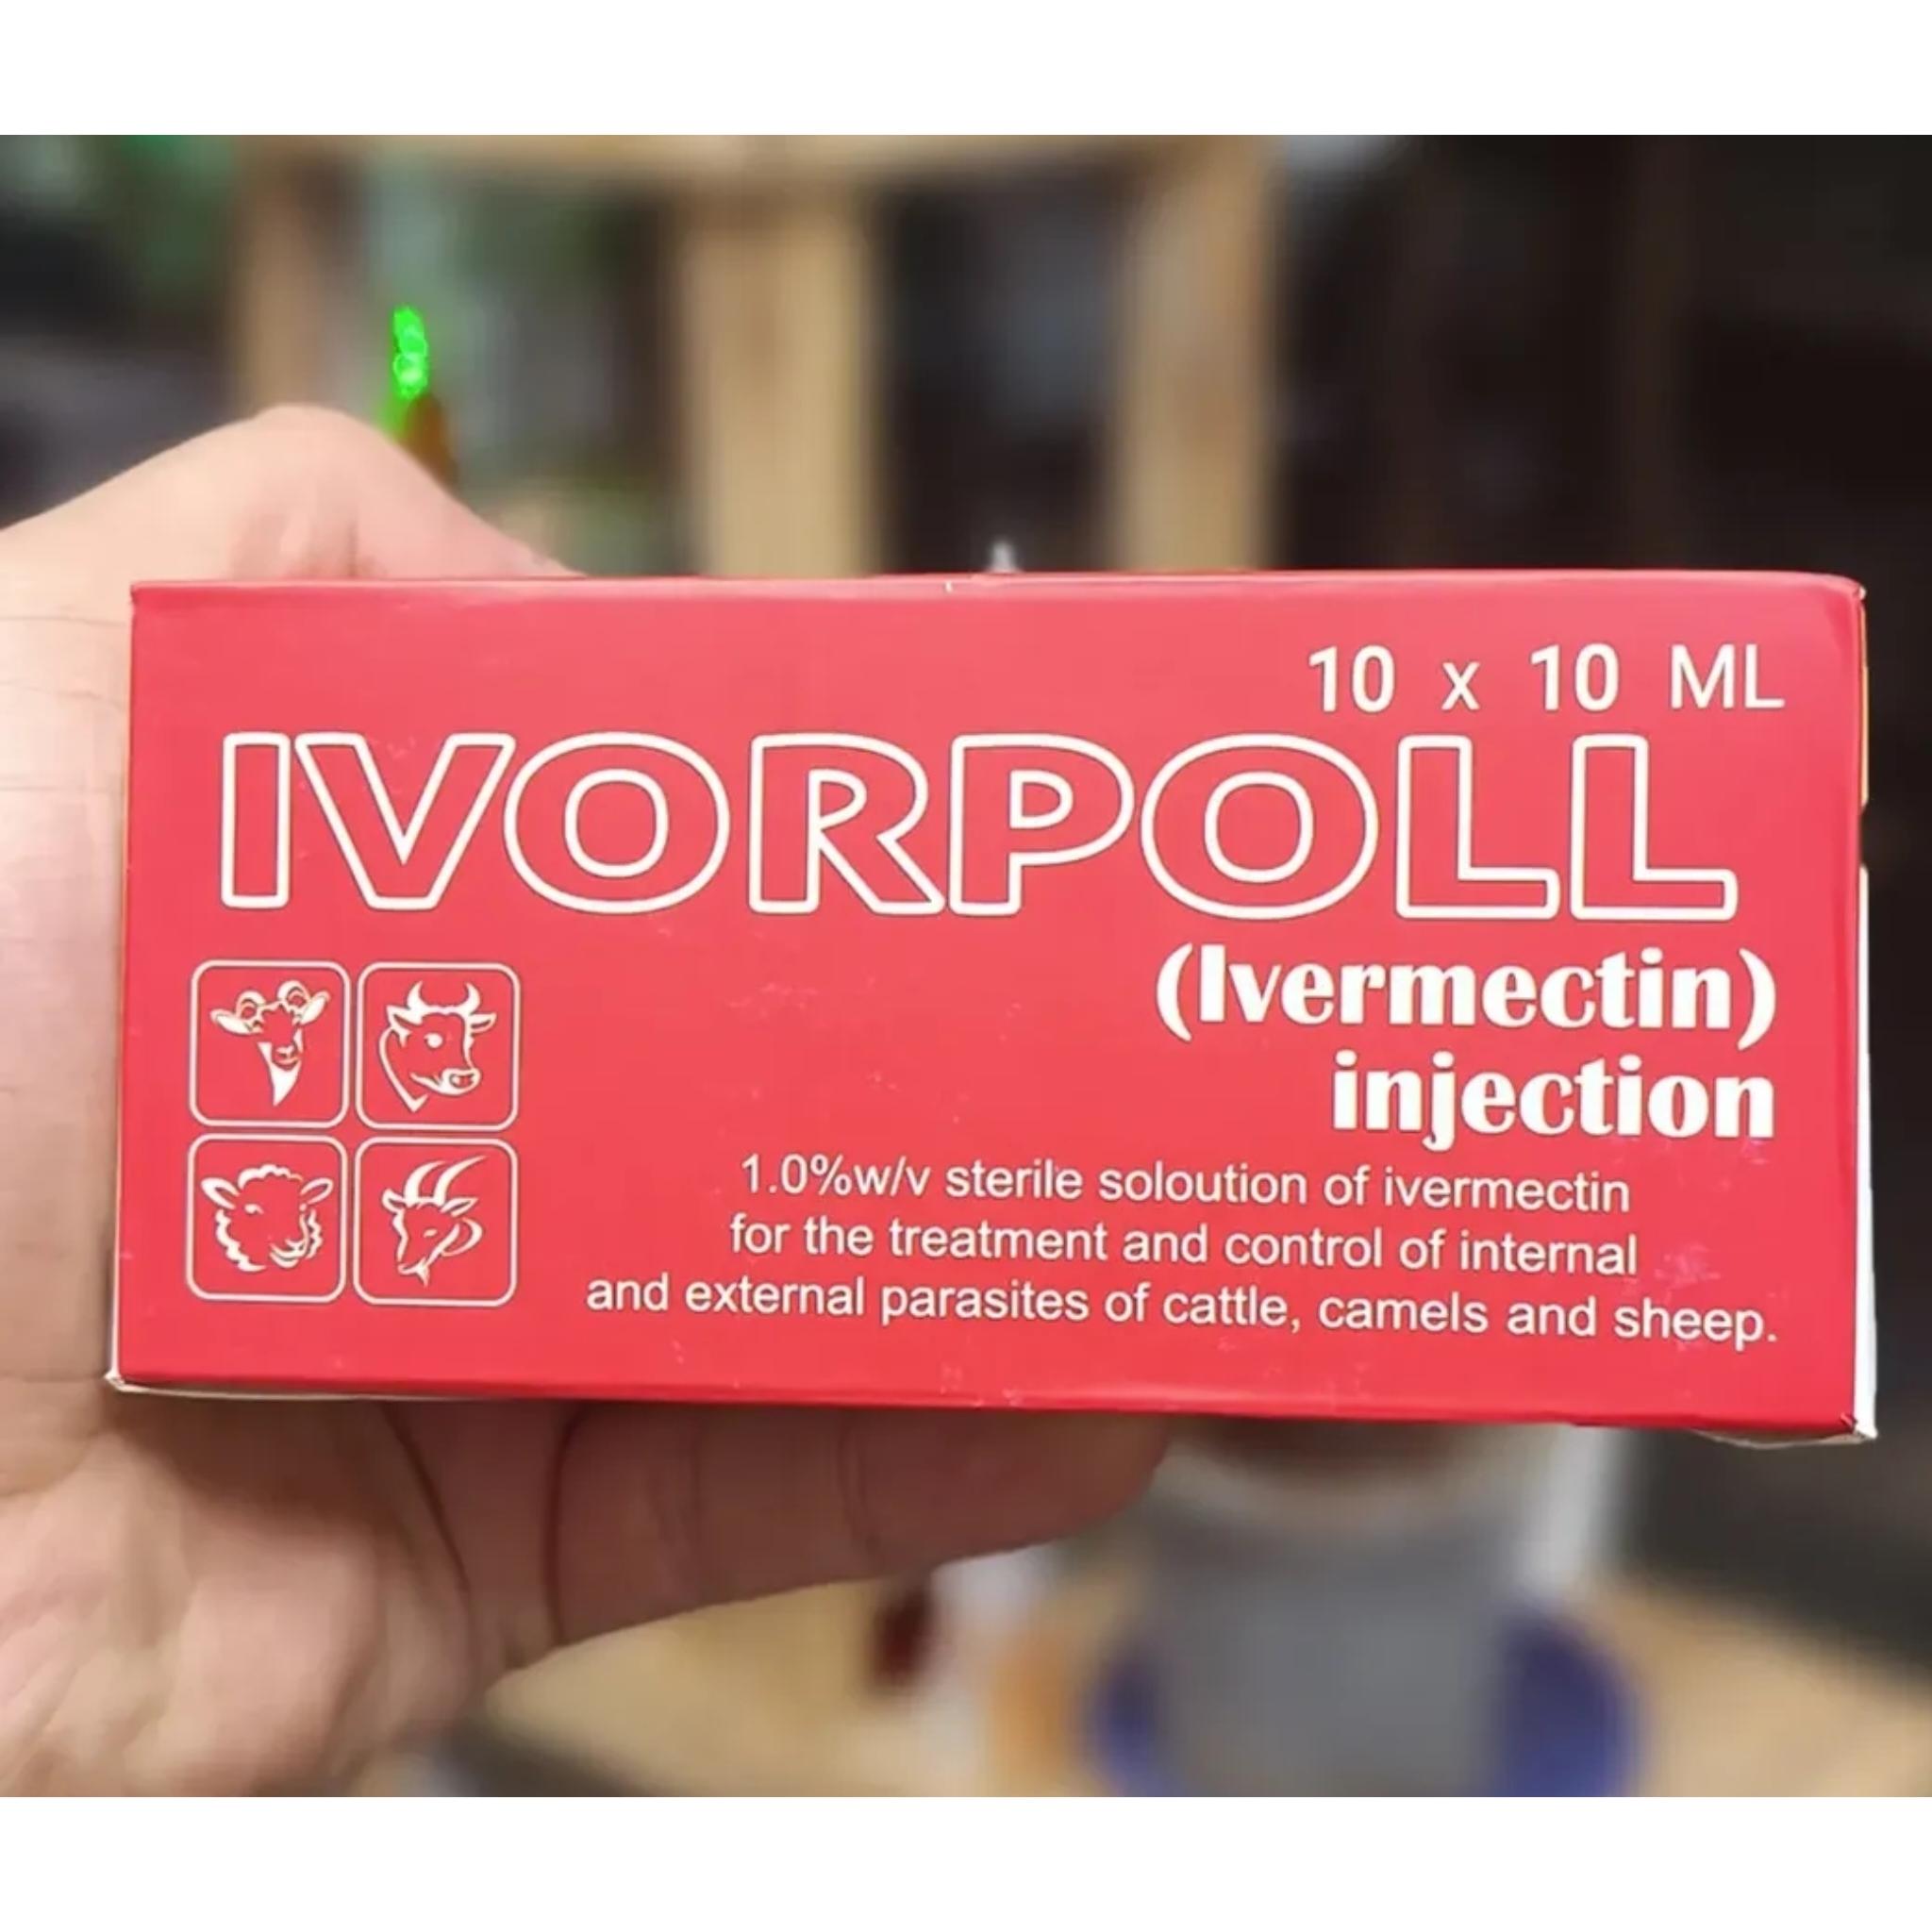 10 x 10 ML
IVORPOLL
(Ivermectin)
injection
1.0%w/v sterile soloution of ivermectin
for the treatment and control of internal
and external parasites of cattle, camels and sheep.